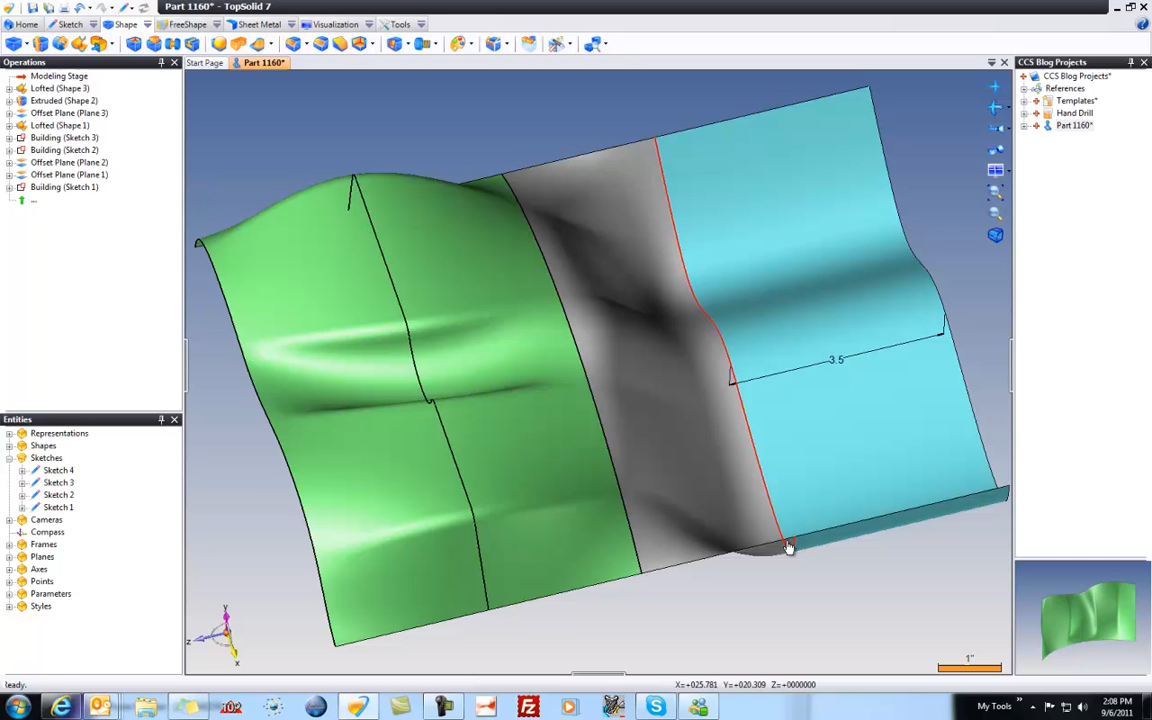 Part 1160* - TopSolid 7
Home Sketch Shape FreeShape Sheet Metal Visualization Tools
Operations
Start Page Part 1160*
CCS Blog Projects
Modeling Stage
Lofted (Shape 3)
Extruded (Shape 2)
Offset Plane (Plane 3)
Lofted (Shape 1)
Building (Sketch 3)
Building (Sketch 2)
Offset Plane (Plane 2)
Offset Plane (Plane 1)
Building (Sketch 1)
...
CCS Blog Projects*
References
Templates*
Hand Drill
Part 1160*
3.5
Entities
Representations
Shapes
Sketches
Sketch 4
Sketch 3
Sketch 2
Sketch 1
Cameras
Compass
Frames
Planes
Axes
Points
Parameters
Styles
y
z
x
1"
Ready.
X=+025.781 Y=+020.309 Z=+0000000
My Tools
2:08 PM
9/6/2011